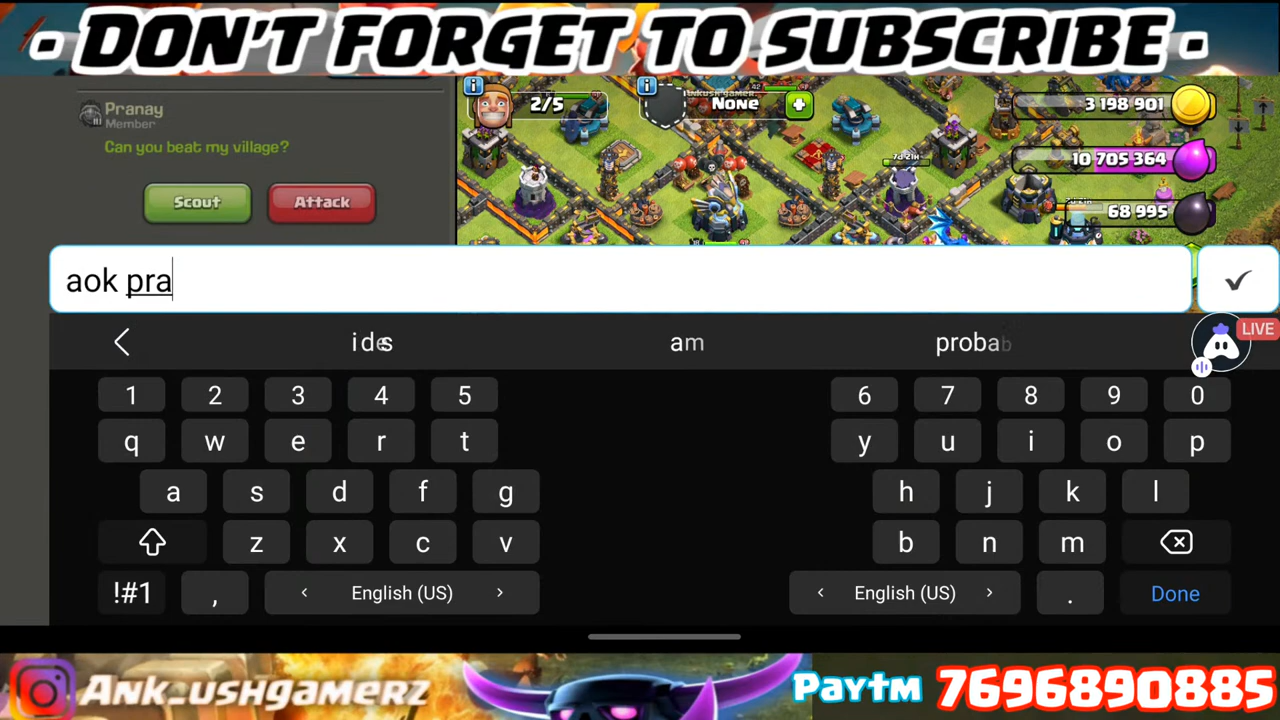 - DON'T FORGET TO SUBSCRIBE -
Pranay
Member
Can you beat my village?
Scout
Attack
2/5
None
3 198 901
10 705 364
68 995
7d 21H
aok pra
am
LIVE
1 2 3 4 5 6 7 8 9 0
q w e r t y u i o p
a s d f g h j k l
z x c v b n m
!#1 , < English (US) > < English (US) > . Done
Ank_ushgamerz
Paytm 7696890885